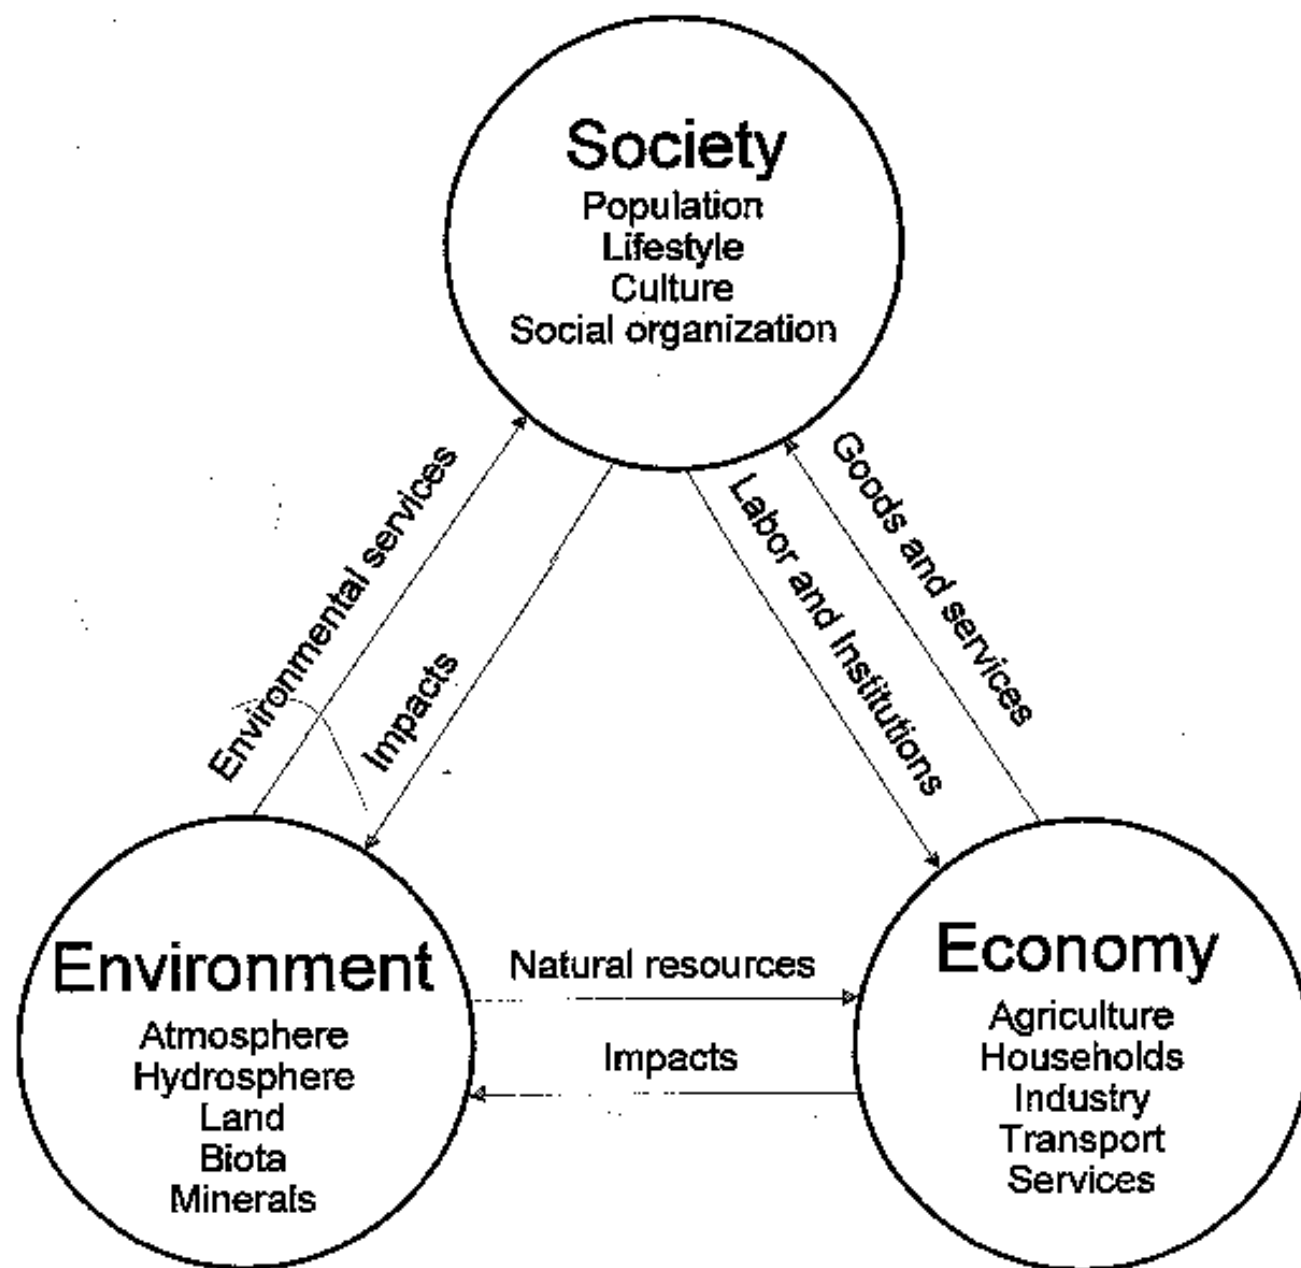 Society
Population
Lifestyle
Culture
Social organization
Environmental services
Impacts
Labor and Institutions
Goods and services
Environment
Atmosphere
Hydrosphere
Land
Biota
Minerals
Natural resources
Impacts
Economy
Agriculture
Households
Industry
Transport
Services